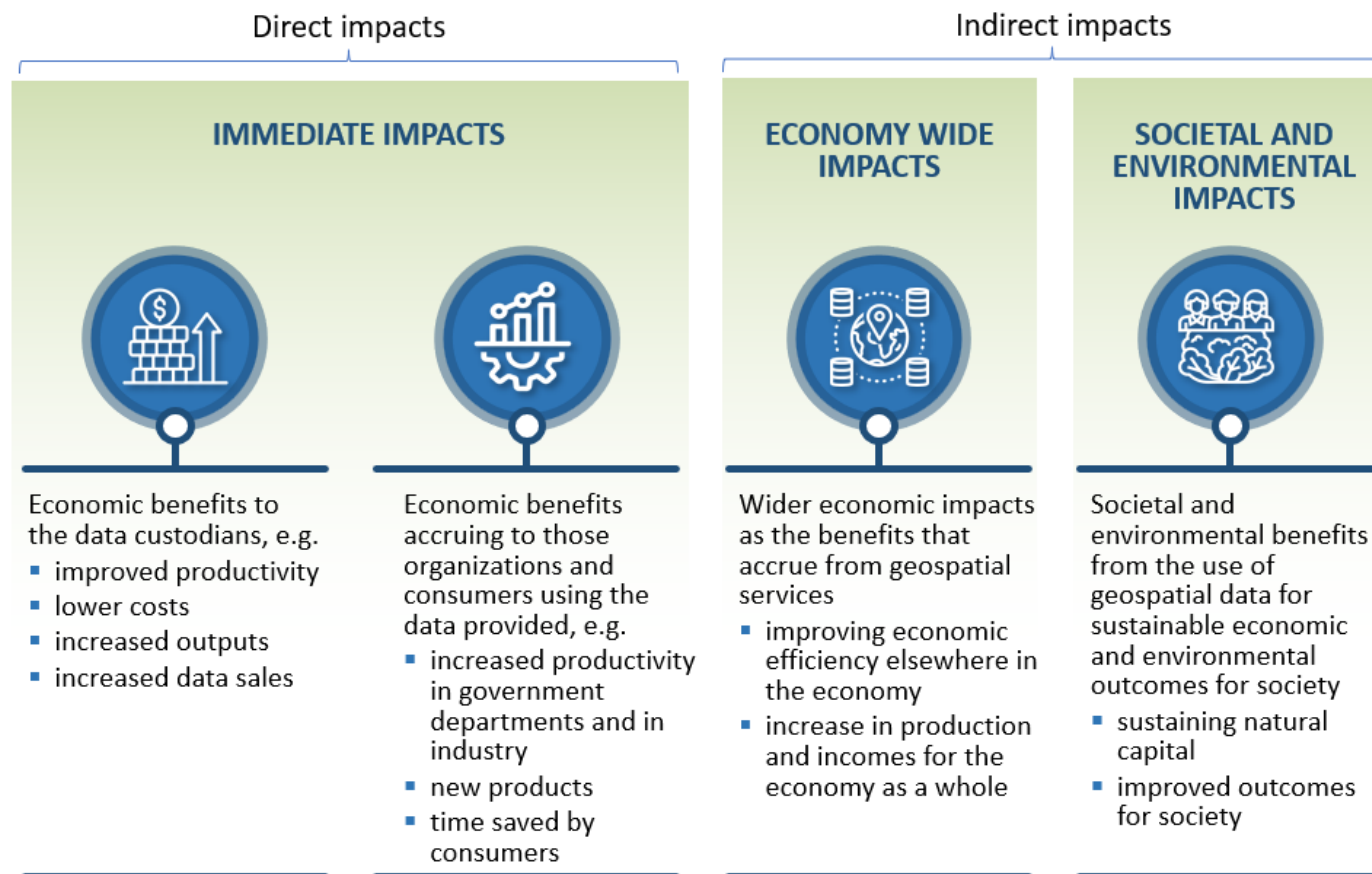 Direct impacts
Indirect impacts
IMMEDIATE IMPACTS
ECONOMY WIDE
IMPACTS
SOCIETAL AND
ENVIRONMENTAL
IMPACTS
$
Economic benefits to
the data custodians, e.g.
▪ improved productivity
▪ lower costs
▪ increased outputs
▪ increased data sales
Economic benefits
accruing to those
organizations and
consumers using the
data provided, e.g.
▪ increased productivity
in government
departments and in
industry
▪ new products
▪ time saved by
consumers
Wider economic impacts
as the benefits that
accrue from geospatial
services
▪ improving economic
efficiency elsewhere in
the economy
▪ increase in production
and incomes for the
economy as a whole
Societal and
environmental benefits
from the use of
geospatial data for
sustainable economic
and environmental
outcomes for society
▪ sustaining natural
capital
▪ improved outcomes
for society